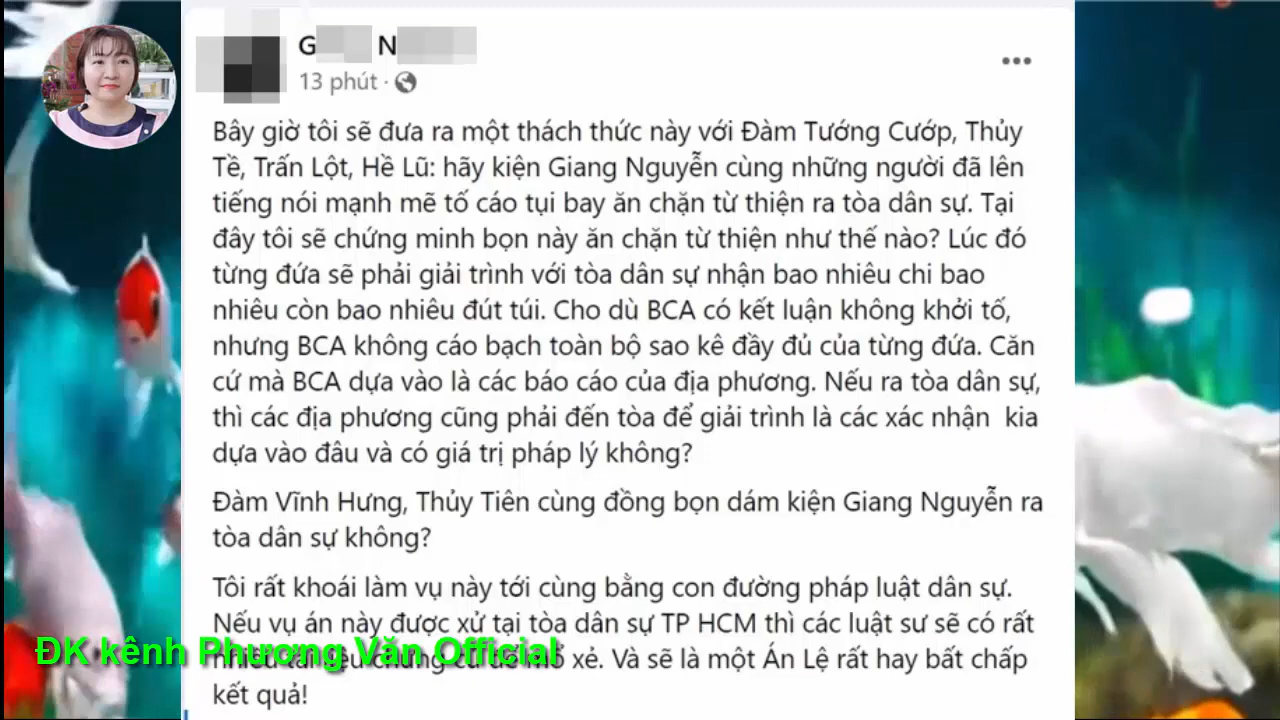 G N
13 phút ·
Bây giờ tôi sẽ đưa ra một thách thức này với Đàm Tướng Cướp, Thủy
Tề, Trấn Lột, Hề Lũ: hãy kiện Giang Nguyễn cùng những người đã lên
tiếng nói mạnh mẽ tố cáo tụi bay ăn chặn từ thiện ra tòa dân sự. Tại
đây tôi sẽ chứng minh bọn này ăn chặn từ thiện như thế nào? Lúc đó
từng đứa sẽ phải giải trình với tòa dân sự nhận bao nhiêu chi bao
nhiêu còn bao nhiêu đút túi. Cho dù BCA có kết luận không khởi tố,
nhưng BCA không cáo bạch toàn bộ sao kê đầy đủ của từng đứa. Căn
cứ mà BCA dựa vào là các báo cáo của địa phương. Nếu ra tòa dân sự,
thì các địa phương cũng phải đến tòa để giải trình là các xác nhận kia
dựa vào đâu và có giá trị pháp lý không?
Đàm Vĩnh Hưng, Thủy Tiên cùng đồng bọn dám kiện Giang Nguyễn ra
tòa dân sự không?
Tôi rất khoái làm vụ này tới cùng bằng con đường pháp luật dân sự.
Nếu vụ án này được xử tại tòa dân sự TP HCM thì các luật sư sẽ có rất
xẻ. Và sẽ là một Án Lệ rất hay bất chấp
kết quả!
ĐK kênh Phương Văn Official